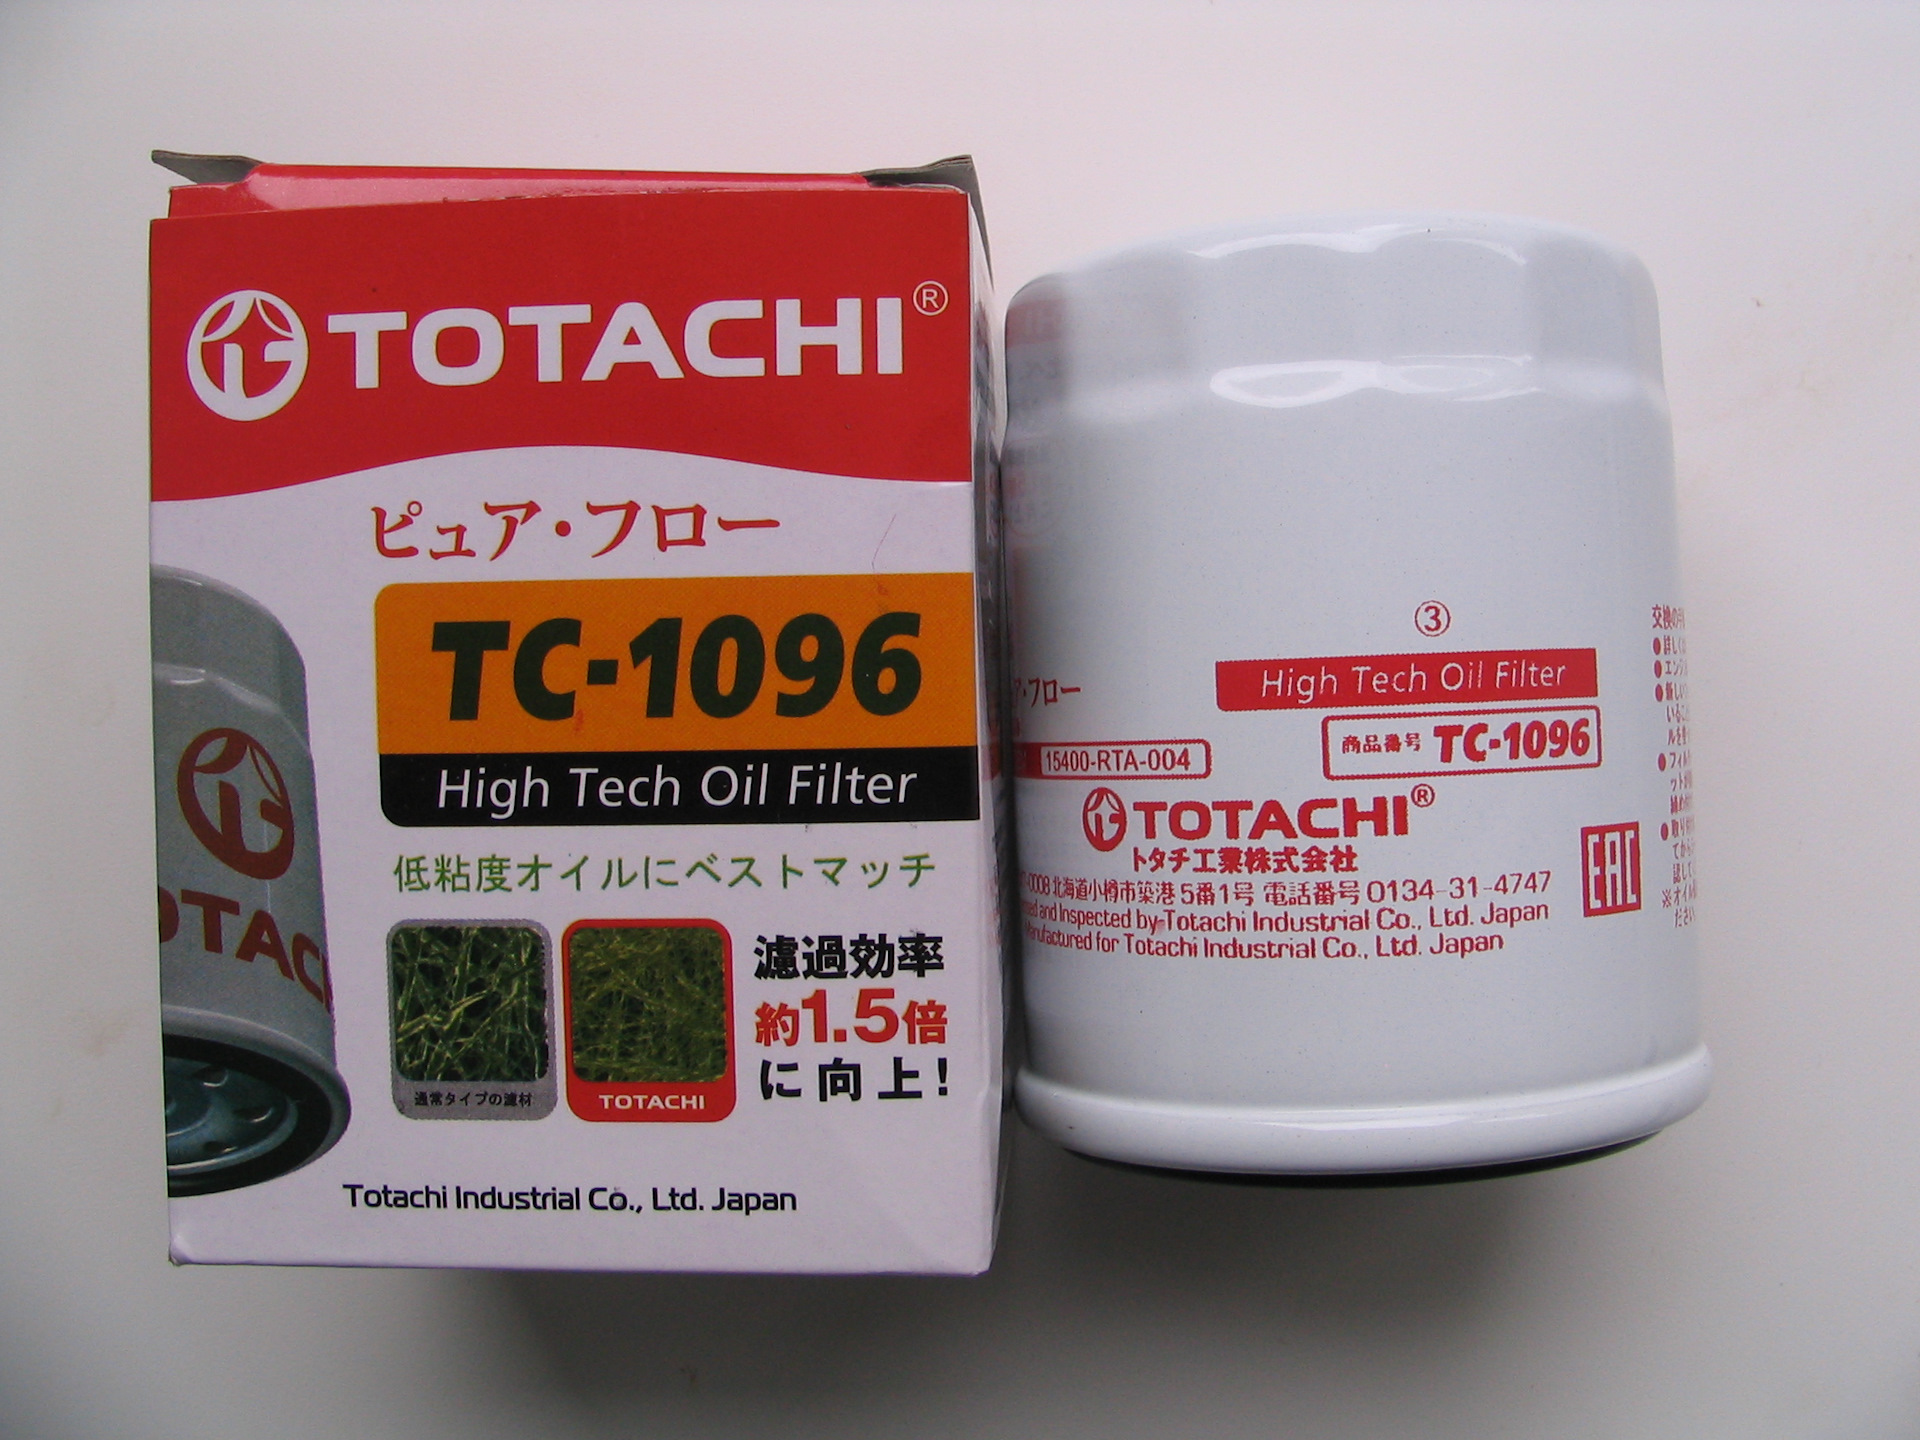 TOTACHI®
ピュア・フロー
TC-1096
High Tech Oil Filter
低粘度オイルにベストマッチ
通常タイプの濾材
TOTACHI
濾過効率
約1.5倍
に向上!
Totachi Industrial Co., Ltd. Japan
TOTACHI
③
High Tech Oil Filter
フロー
商品番号 TC-1096
15400-RTA-004
TOTACHI®
トタチ工業株式会社
北海道小樽市築港5番1号 電話番号 0134-31-4747
and Inspected by Totachi Industrial Co., Ltd. Japan
for Totachi Industrial Co., Ltd. Japan
EAC